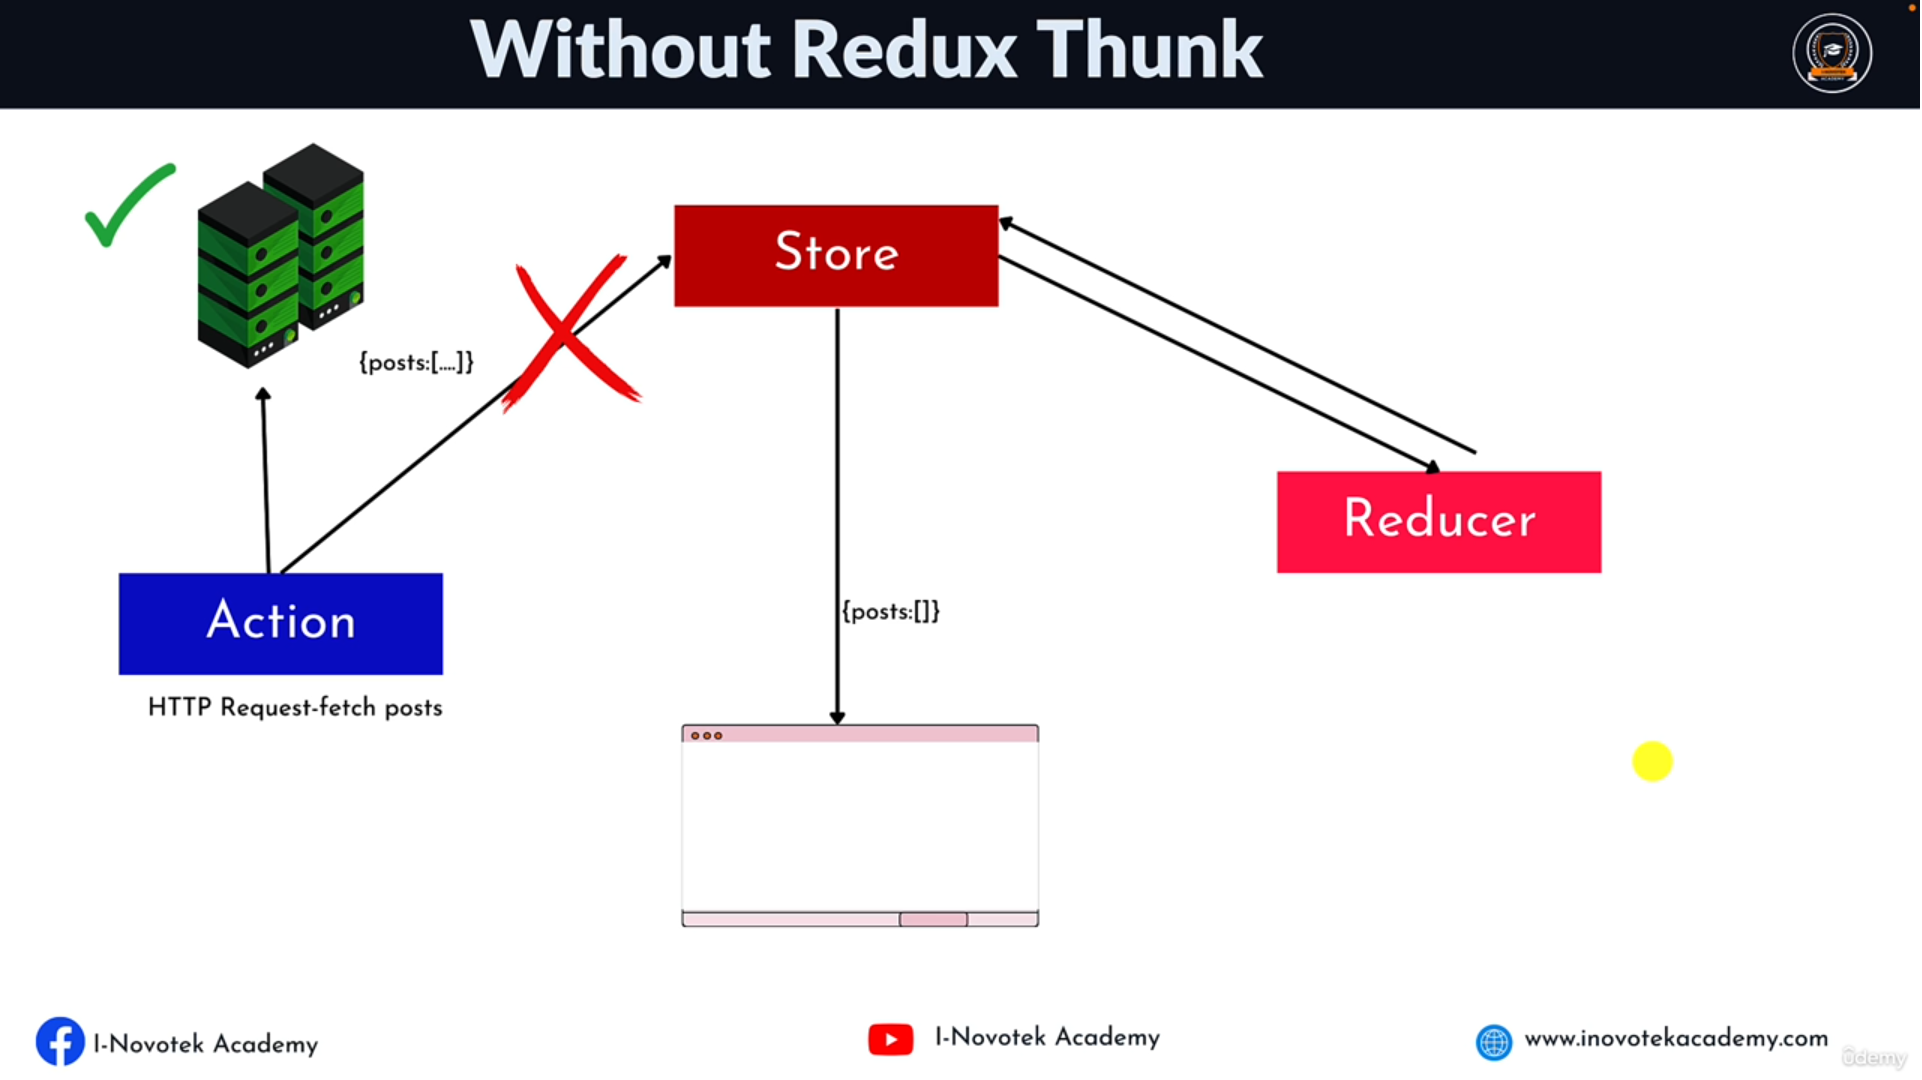 Without Redux Thunk
Store
{posts:[....]}
Reducer
Action
{posts:[]}
HTTP Request-fetch posts
I-Novotek Academy
I-Novotek Academy
www.inovotekacademy.com
ûdemy